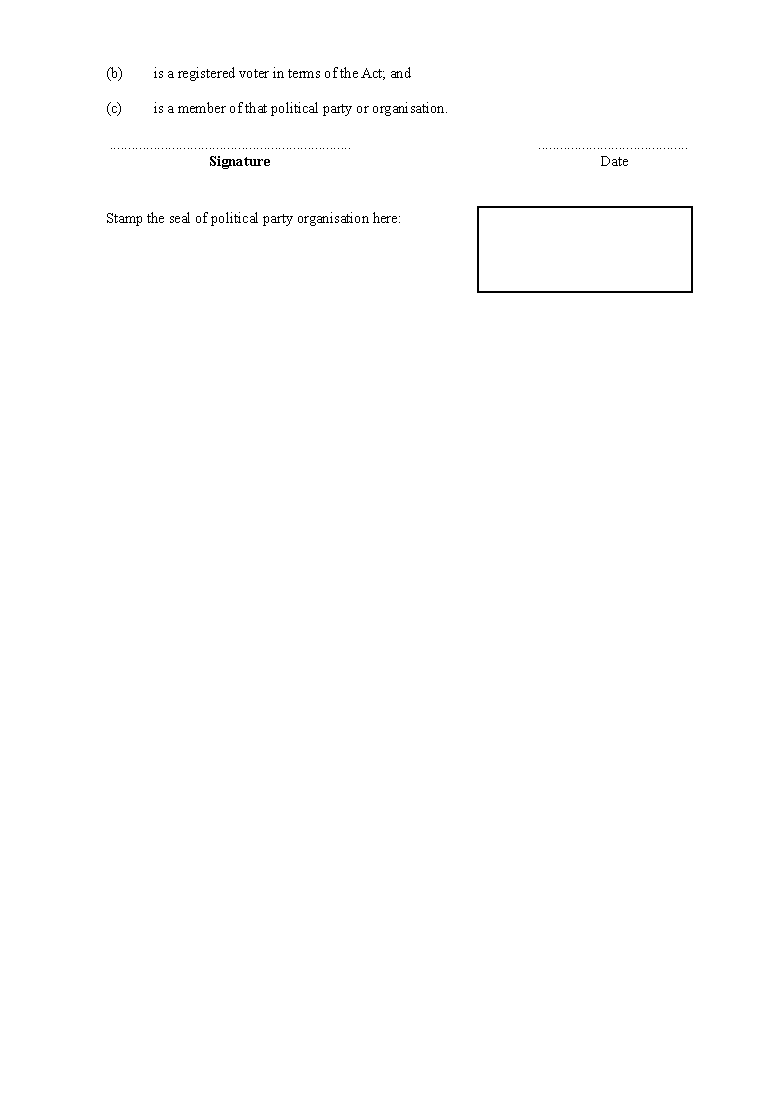 (b) is a registered voter in terms of the Act; and
(c) is a member of that political party or organisation.
.................................................................. .........................................
Signature Date
Stamp the seal of political party organisation here: